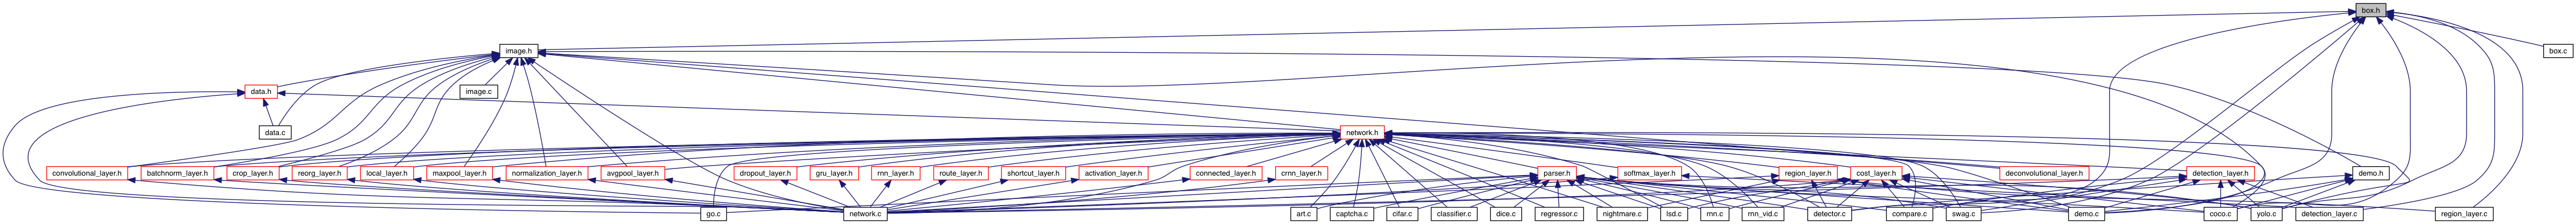 box.h
image.h
box.c
data.h
image.c
data.c
network.h
convolutional_layer.h
batchnorm_layer.h
crop_layer.h
reorg_layer.h
local_layer.h
maxpool_layer.h
normalization_layer.h
avgpool_layer.h
dropout_layer.h
gru_layer.h
rnn_layer.h
route_layer.h
shortcut_layer.h
activation_layer.h
connected_layer.h
crnn_layer.h
parser.h
softmax_layer.h
region_layer.h
cost_layer.h
deconvolutional_layer.h
detection_layer.h
demo.h
go.c
network.c
art.c
captcha.c
cifar.c
classifier.c
dice.c
regressor.c
nightmare.c
lsd.c
rnn.c
rnn_vid.c
detector.c
compare.c
swag.c
demo.c
coco.c
yolo.c
detection_layer.c
region_layer.c